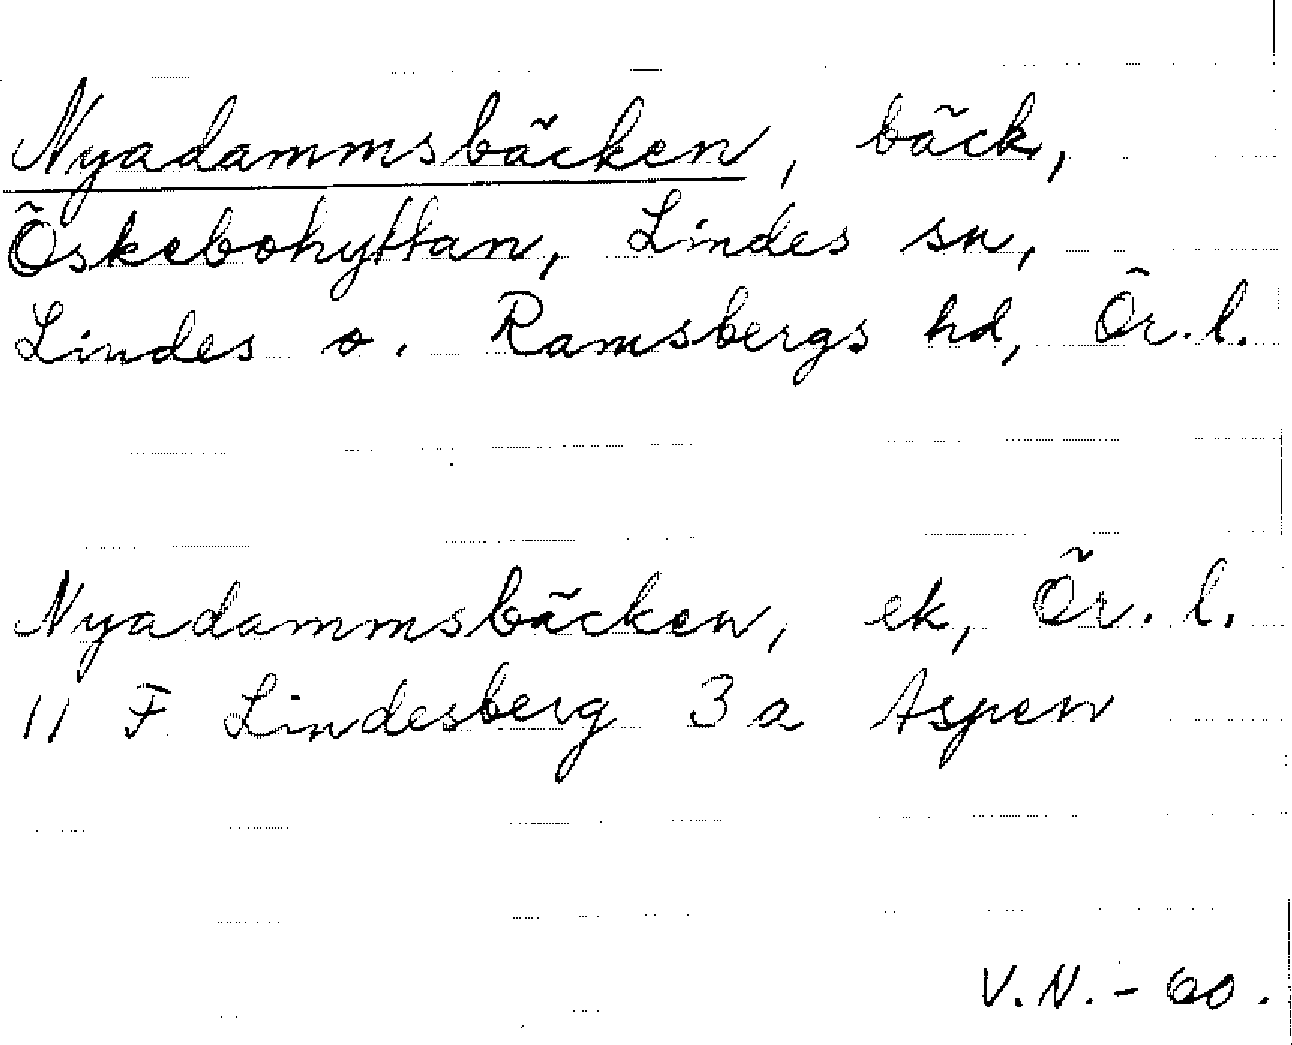 Nyadammsbäcken, bäck,
Öskebohyttan, Lindes sn,
Lindes o. Ramsbergs hd, Ör. l.
Nyadammsbäcken, ek, Ör. l.
11 F Lindesberg 3 a Aspen
V.N. - 60.